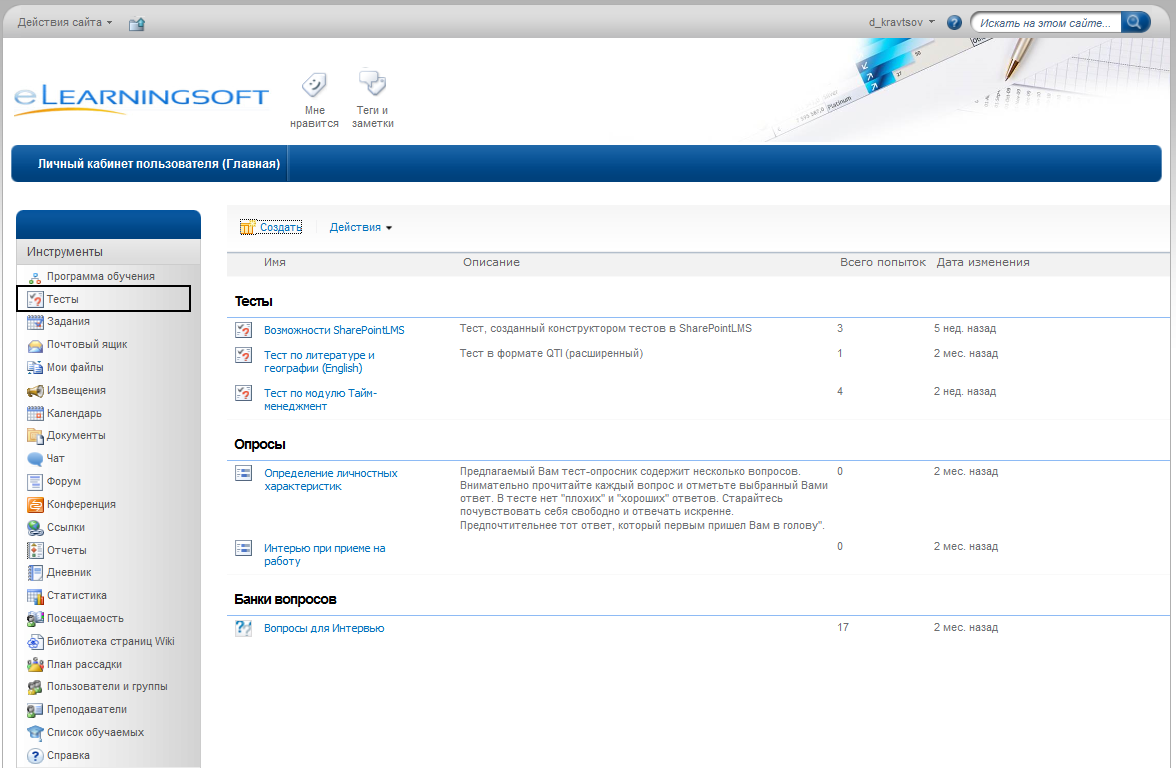 Действия сайта
d_kravtsov
Искать на этом сайте...
eLEARNINGSOFT
Мне нравится
Теги и заметки
Личный кабинет пользователя (Главная)
Инструменты
Программа обучения
Тесты
Задания
Почтовый ящик
Мои файлы
Извещения
Календарь
Документы
Чат
Форум
Конференция
Ссылки
Отчеты
Дневник
Статистика
Посещаемость
Библиотека страниц Wiki
План рассадки
Пользователи и группы
Преподаватели
Список обучаемых
Справка
Создать
Действия
Имя Описание Всего попыток Дата изменения
Тесты
Возможности SharePointLMS Тест, созданный конструктором тестов в SharePointLMS 3 5 нед. назад
Тест по литературе и Тест в формате QTI (расширенный) 1 2 мес. назад
географии (English)
Тест по модулю Тайм- 4 2 нед. назад
менеджмент
Опросы
Определение личностных Предлагаемый Вам тест-опросник содержит несколько вопросов. 0 2 мес. назад
характеристик Внимательно прочитайте каждый вопрос и отметьте выбранный Вами
ответ. В тесте нет "плохих" и "хороших" ответов. Старайтесь
почувствовать себя свободно и отвечать искренне.
Предпочтительнее тот ответ, который первым пришел Вам в голову".
Интерью при приеме на 0 2 мес. назад
работу
Банки вопросов
Вопросы для Интервью 17 2 мес. назад